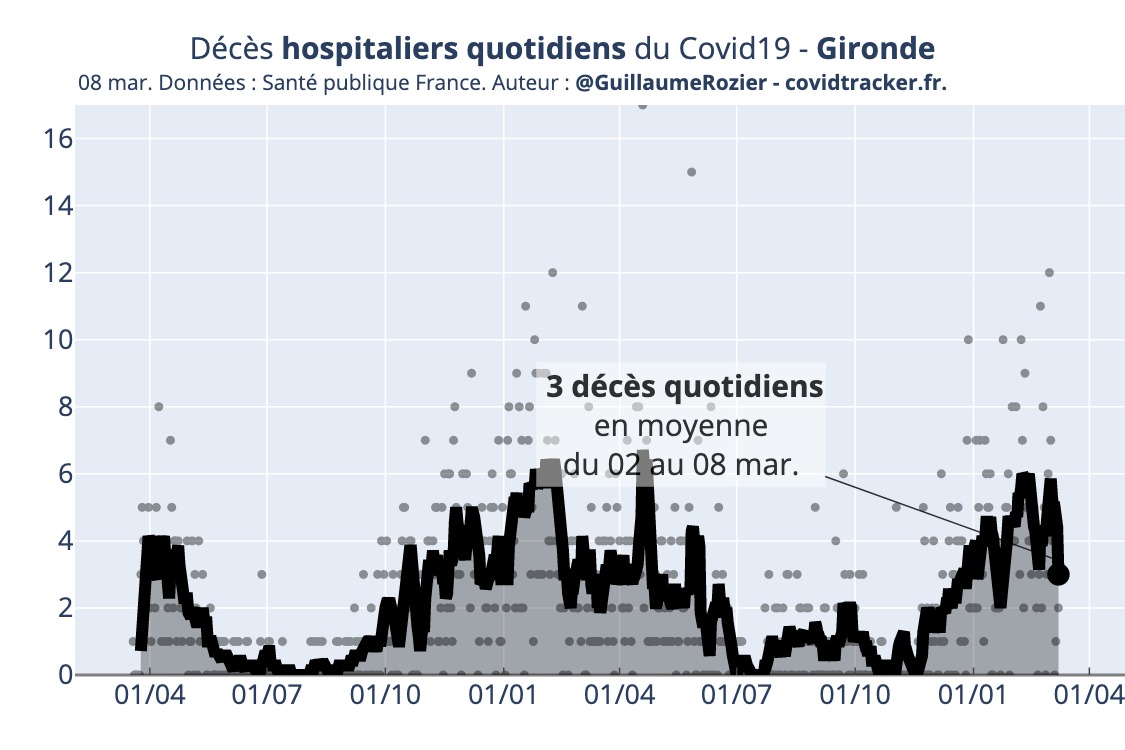 Décès hospitaliers quotidiens du Covid19 - Gironde
08 mar. Données : Santé publique France. Auteur : @GuillaumeRozier - covidtracker.fr.
16
14
12
10
8
6
4
2
0
3 décès quotidiens
en moyenne
du 02 au 08 mar.
01/04 01/07 01/10 01/01 01/04 01/07 01/10 01/01 01/04